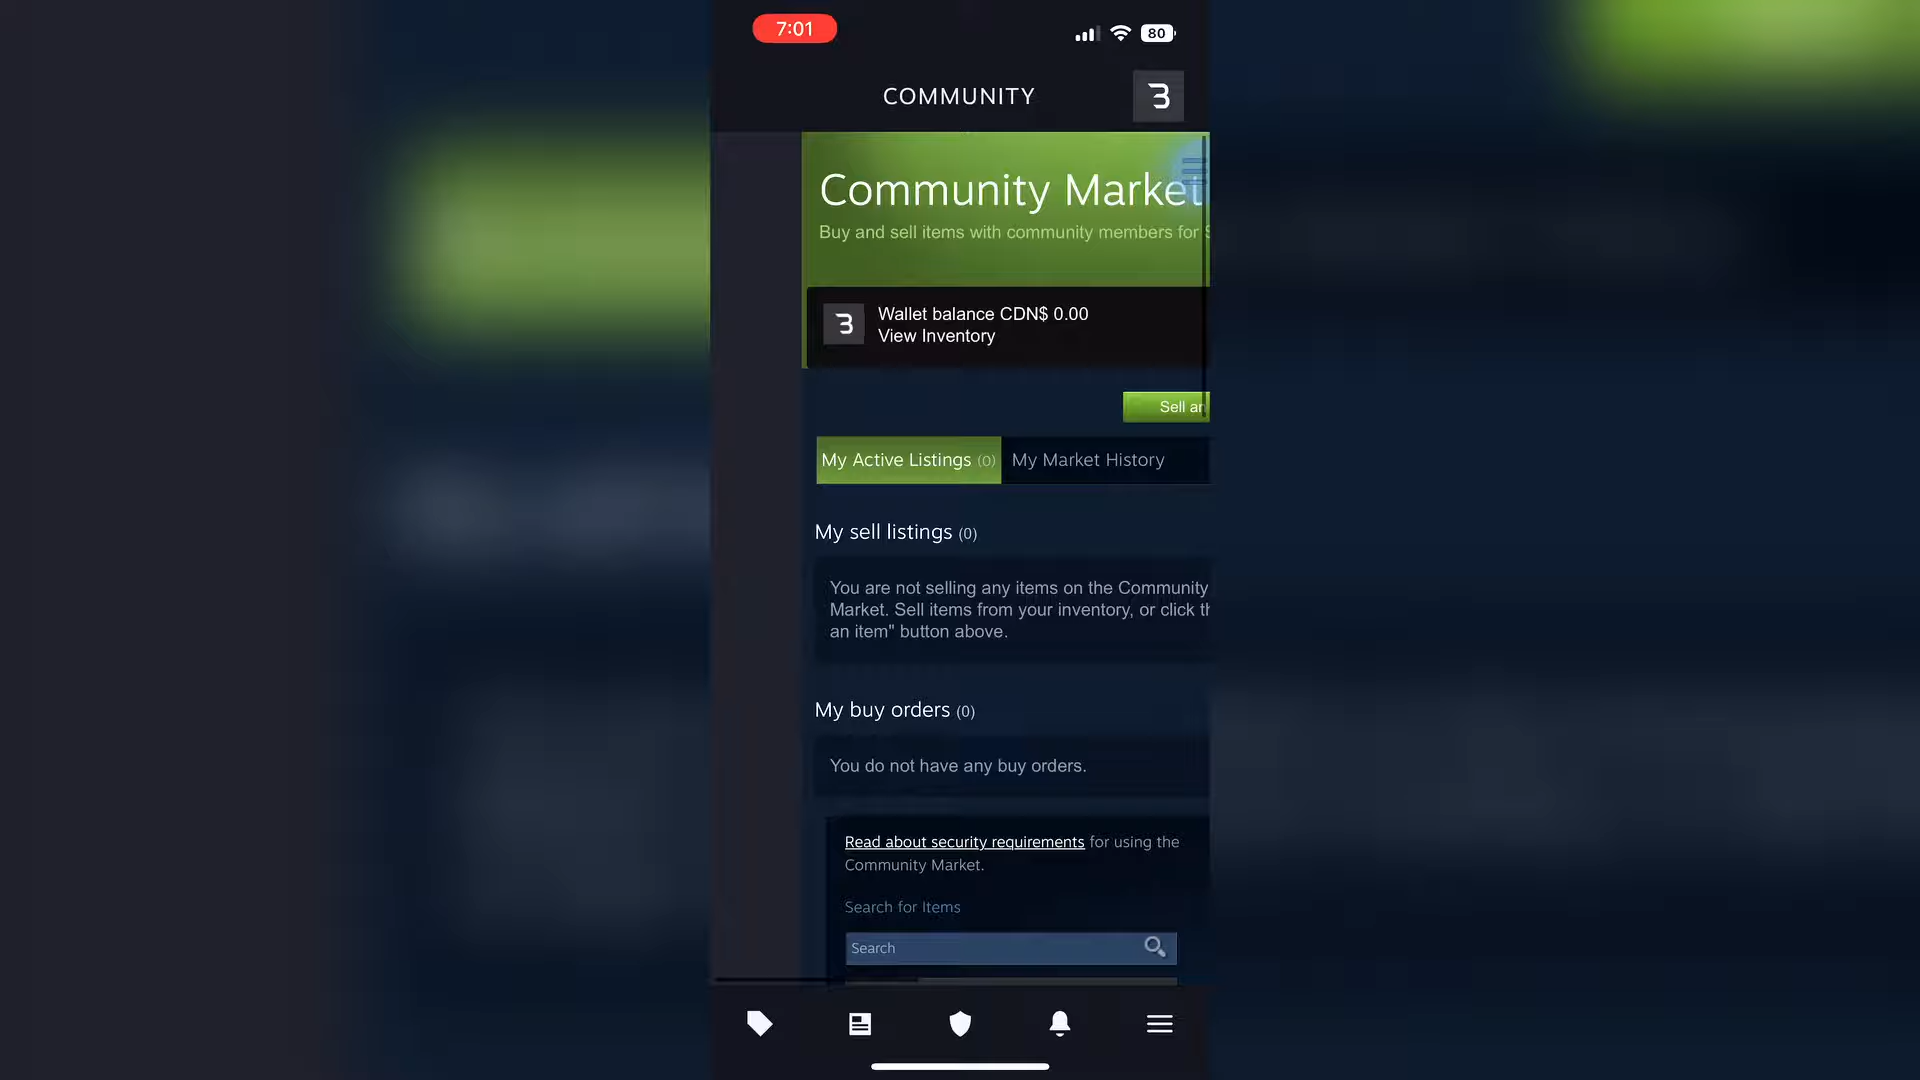 7:01
80
COMMUNITY
Community Market
Buy and sell items with community members for
Wallet balance CDN$ 0.00
View Inventory
Sell an
My Active Listings (0)
My Market History
My sell listings (0)
You are not selling any items on the Community
Market. Sell items from your inventory, or click th
an item" button above.
My buy orders (0)
You do not have any buy orders.
Read about security requirements for using the
Community Market.
Search for Items
Search